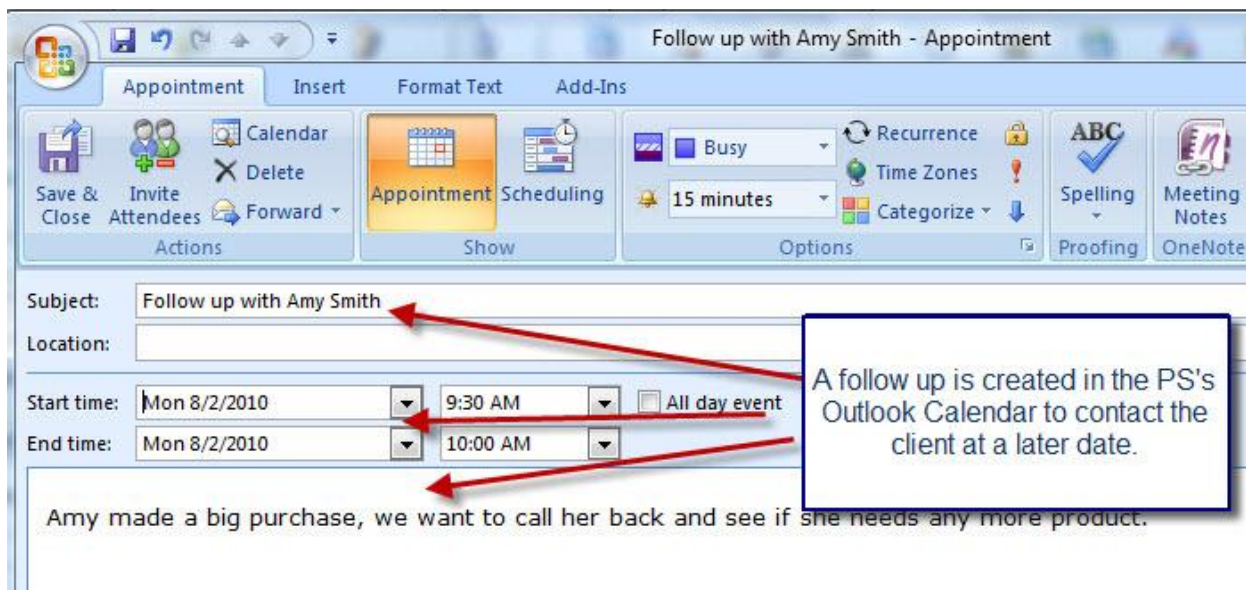 Follow up with Amy Smith - Appointment
Appointment Insert Format Text Add-Ins
Save & Close
Invite Attendees
Calendar
Delete
Forward
Actions
Appointment
Scheduling
Show
Busy
15 minutes
Recurrence
Time Zones
Categorize
Options
ABC
Spelling
Proofing
Meeting Notes
OneNote
Subject: Follow up with Amy Smith
Location:
Start time: Mon 8/2/2010 9:30 AM All day event
End time: Mon 8/2/2010 10:00 AM
A follow up is created in the PS's
Outlook Calendar to contact the
client at a later date.
Amy made a big purchase, we want to call her back and see if she needs any more product.